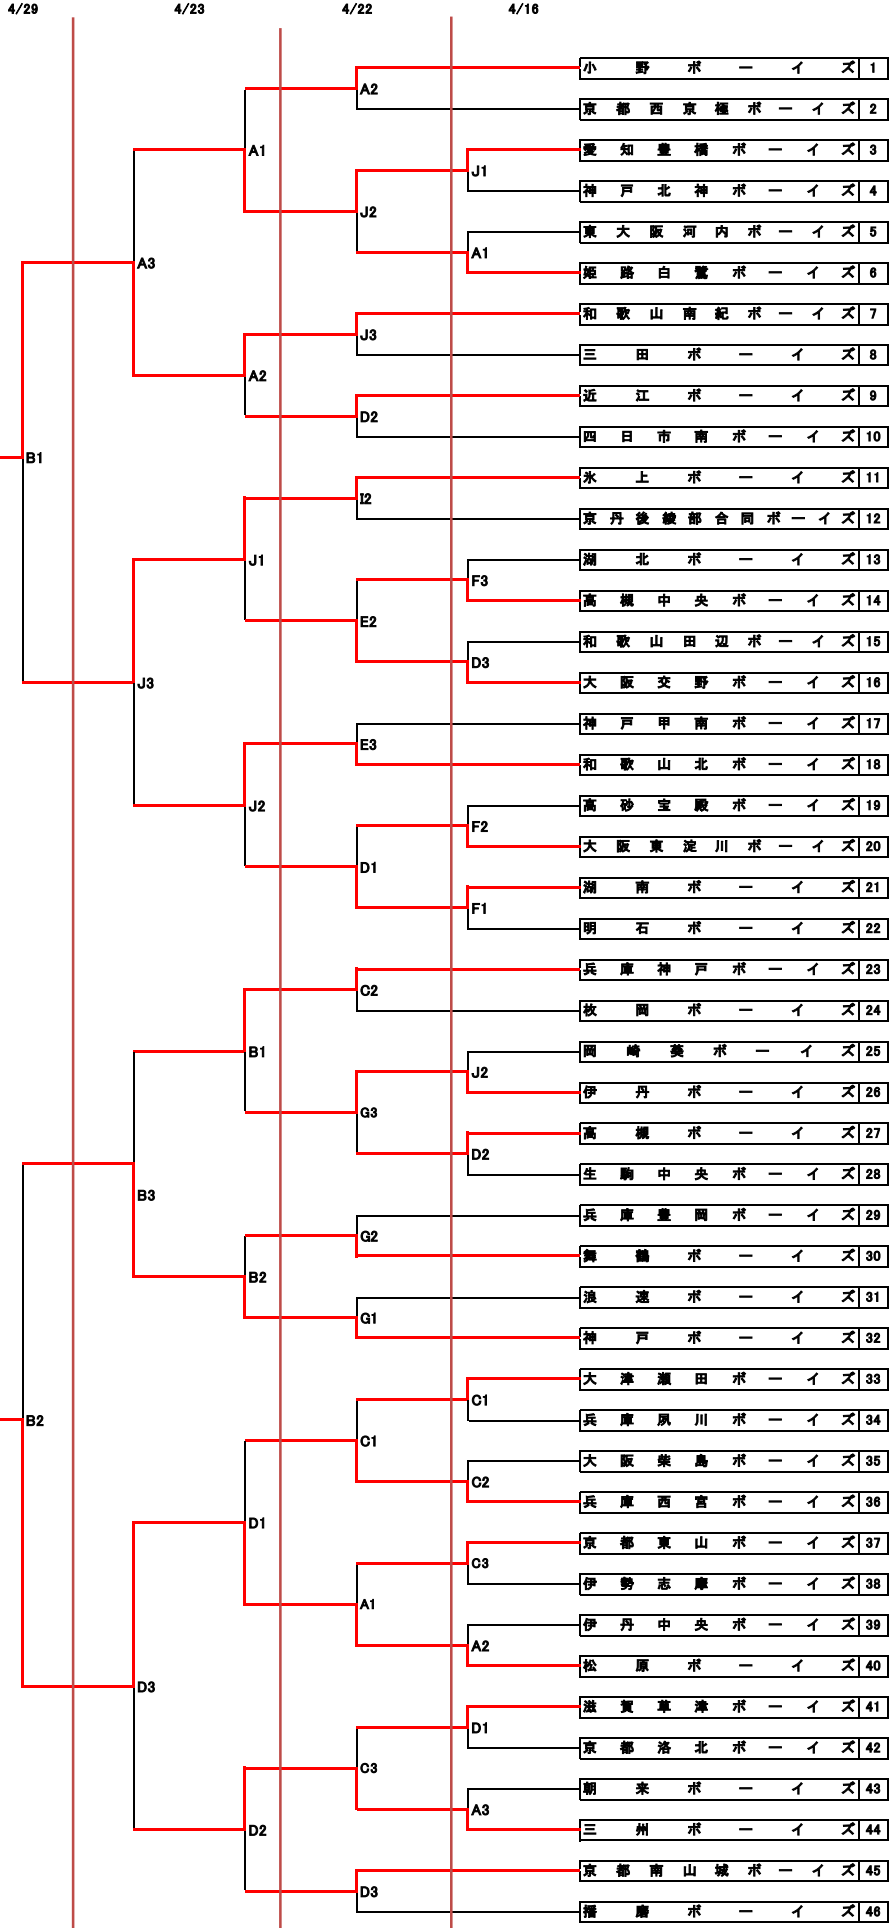 4/29 4/23 4/22 4/16
小野ボーイズ 1
A2
京都西京極ボーイズ 2
A1
愛知豊橋ボーイズ 3
J1
神戸北神ボーイズ 4
J2
東大阪河内ボーイズ 5
A1
A3
姫路白鷺ボーイズ 6
和歌山南紀ボーイズ 7
J3
三田ボーイズ 8
A2
近江ボーイズ 9
D2
四日市南ボーイズ 10
B1
氷上ボーイズ 11
I2
京丹後綾部合同ボーイズ 12
J1
湖北ボーイズ 13
F3
高槻中央ボーイズ 14
E2
和歌山田辺ボーイズ 15
D3
J3
大阪交野ボーイズ 16
神戸甲南ボーイズ 17
E3
和歌山北ボーイズ 18
J2
高砂宝殿ボーイズ 19
F2
大阪東淀川ボーイズ 20
D1
湖南ボーイズ 21
F1
明石ボーイズ 22
兵庫神戸ボーイズ 23
C2
枚岡ボーイズ 24
B1
岡崎葵ボーイズ 25
J2
伊丹ボーイズ 26
G3
高槻ボーイズ 27
D2
生駒中央ボーイズ 28
B3
兵庫豊岡ボーイズ 29
G2
舞鶴ボーイズ 30
B2
浪速ボーイズ 31
G1
神戸ボーイズ 32
大津瀬田ボーイズ 33
C1
B2
兵庫夙川ボーイズ 34
C1
大阪柴島ボーイズ 35
C2
兵庫西宮ボーイズ 36
D1
京都東山ボーイズ 37
C3
伊勢志摩ボーイズ 38
A1
伊丹中央ボーイズ 39
A2
松原ボーイズ 40
D3
滋賀草津ボーイズ 41
D1
京都洛北ボーイズ 42
C3
朝来ボーイズ 43
A3
三州ボーイズ 44
D2
京都南山城ボーイズ 45
D3
播磨ボーイズ 46